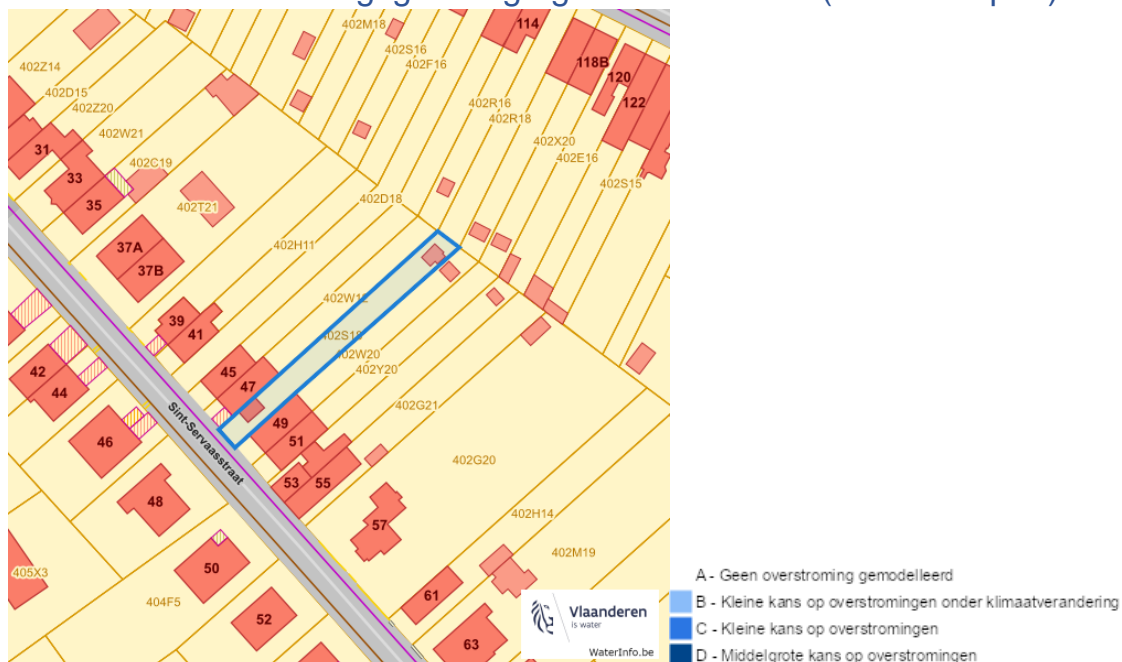 114
402M18
402S16
402F16
118B
120
122
402Z14
402D15
402Z20
402R16
402R18
402W21
402X20
402E16
31
33
402C19
402S15
35
402T21
402D18
37A
37B
402H11
402W18
39
41
402S18
402W20
402Y20
42
44
45
47
402G21
49
51
Sint-Servaasstraat
46
402G20
53
55
48
57
402H14
402M19
50
405X3
404F5
61
52
63
Vlaanderen
is water
WaterInfo.be
A - Geen overstroming gemodelleerd
B - Kleine kans op overstromingen onder klimaatverandering
C - Kleine kans op overstromingen
D - Middelgrote kans op overstromingen